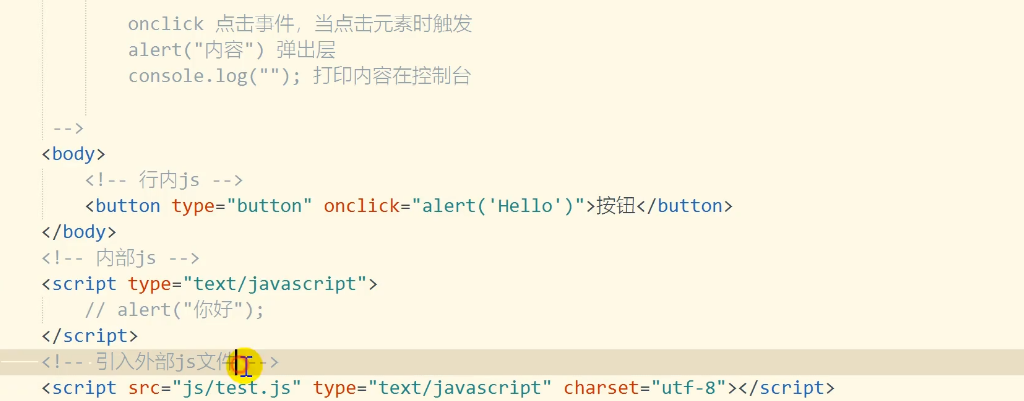 onclick 点击事件，当点击元素时触发
alert("内容") 弹出层
console.log(""); 打印内容在控制台
-->
<body>
<!-- 行内js -->
<button type="button" onclick="alert('Hello')">按钮</button>
</body>
<!-- 内部js -->
<script type="text/javascript">
// alert("你好");
</script>
<!-- 引入外部js文件 -->
<script src="js/test.js" type="text/javascript" charset="utf-8"></script>